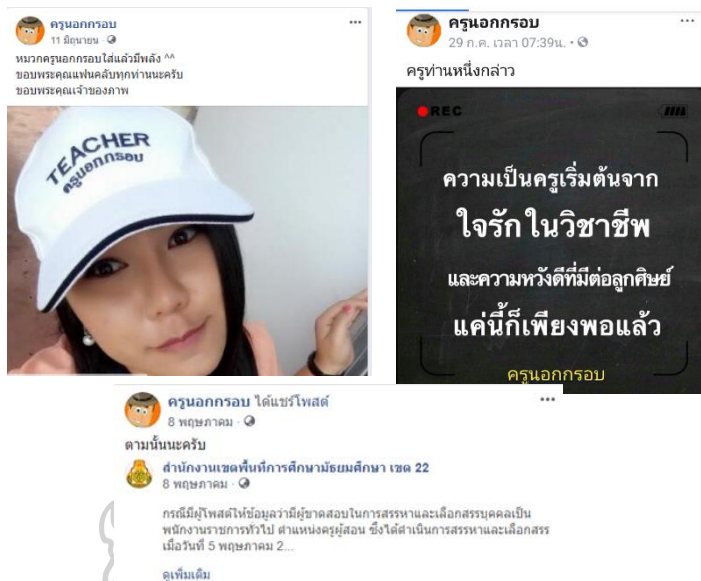 ครูนอกกรอบ
11 มิถุนายน ·
หมวกครูนอกกรอบใส่แล้วมีพลัง ^^
ขอบพระคุณแฟนคลับทุกท่านนะครับ
ขอบพระคุณเจ้าของภาพ
TEACHER
ครูนอกกรอบ
ครูนอกกรอบ
29 ก.ค. เวลา 07:39น. ·
ครูท่านหนึ่งกล่าว
REC
ความเป็นครูเริ่มต้นจาก
ใจรักในวิชาชีพ
และความหวังดีที่มีต่อลูกศิษย์
แค่นี้ก็เพียงพอแล้ว
ครูนอกกรอบ
ครูนอกกรอบ ได้แชร์โพสต์
8 พฤษภาคม ·
ตามนั้นนะครับ
สำนักงานเขตพื้นที่การศึกษามัธยมศึกษา เขต 22
8 พฤษภาคม ·
กรณีมีผู้โพสต์ให้ข้อมูลว่ามีผู้ขาดสอบในการสรรหาและเลือกสรรบุคคลเป็น
พนักงานราชการทั่วไป ตำแหน่งครูผู้สอน ซึ่งได้ดำเนินการสรรหาและเลือกสรร
เมื่อวันที่ 5 พฤษภาคม 2...
ดูเพิ่มเติม